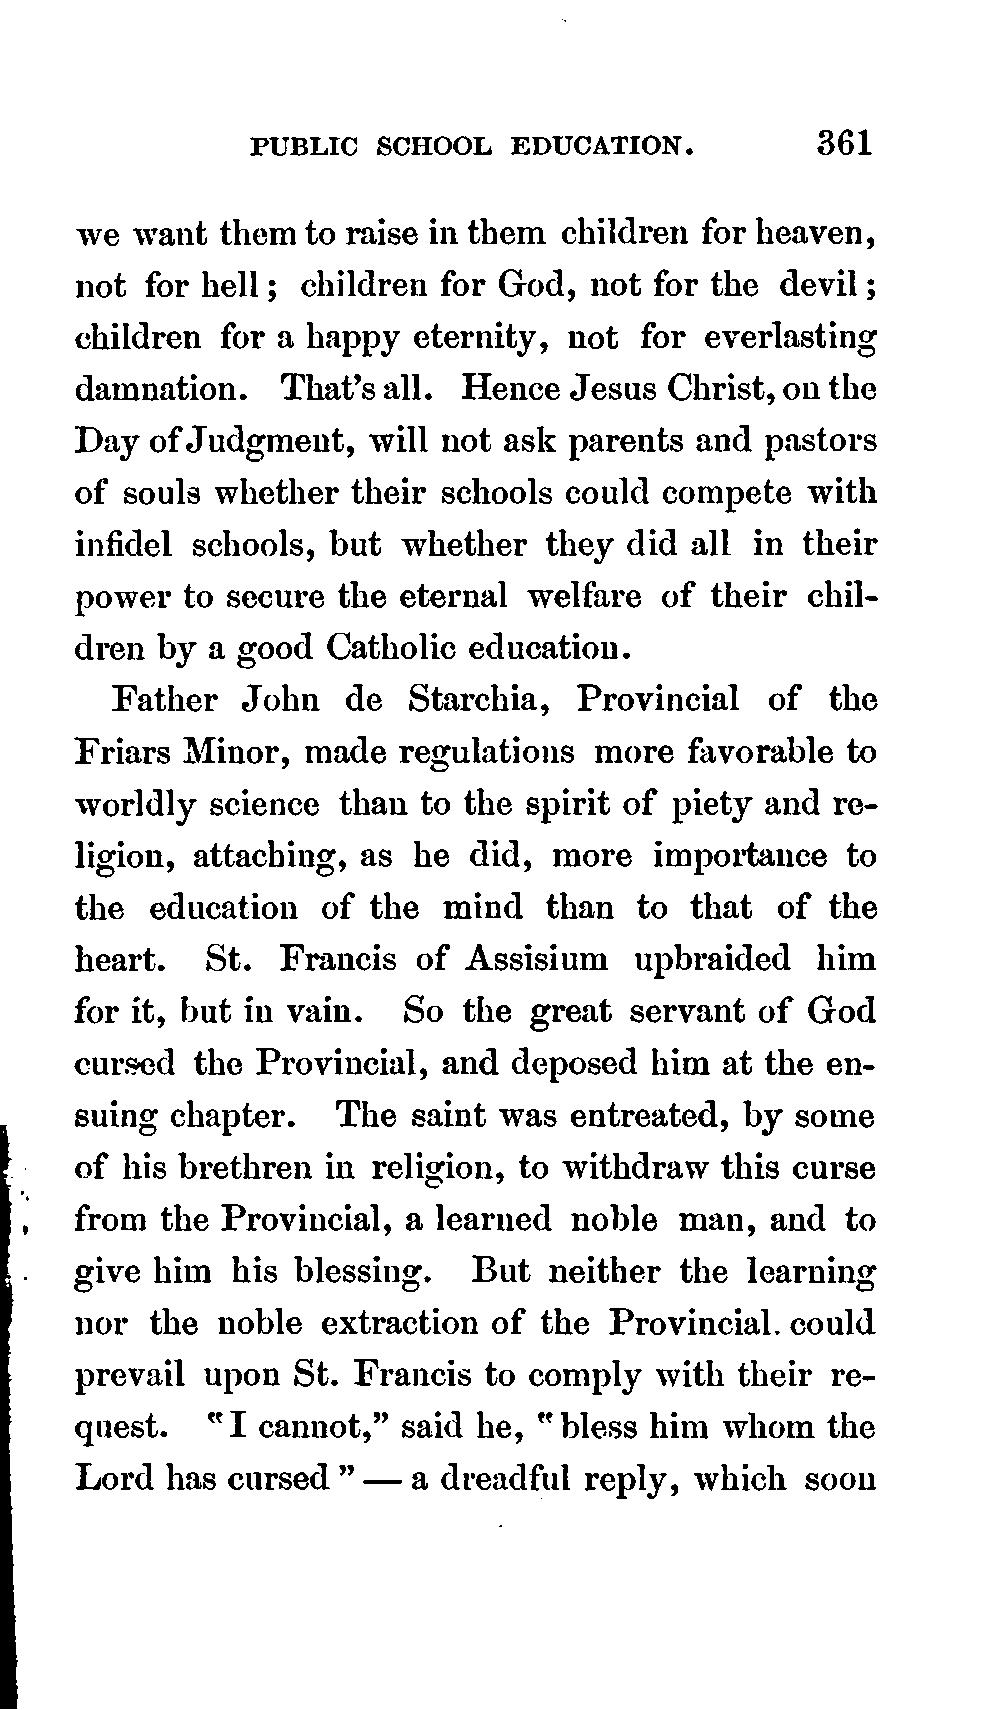 PUBLIC SCHOOL EDUCATION. 361
we want them to raise in them children for heaven,
not for hell; children for God, not for the devil;
children for a happy eternity, not for everlasting
damnation. That's all. Hence Jesus Christ, on the
Day of Judgment, will not ask parents and pastors
of souls whether their schools could compete with
infidel schools, but whether they did all in their
power to secure the eternal welfare of their chil-
dren by a good Catholic education.
Father John de Starchia, Provincial of the
Friars Minor, made regulations more favorable to
worldly science than to the spirit of piety and re-
ligion, attaching, as he did, more importance to
the education of the mind than to that of the
heart. St. Francis of Assisium upbraided him
for it, but in vain. So the great servant of God
cursed the Provincial, and deposed him at the en-
suing chapter. The saint was entreated, by some
of his brethren in religion, to withdraw this curse
from the Provincial, a learned noble man, and to
give him his blessing. But neither the learning
nor the noble extraction of the Provincial. could
prevail upon St. Francis to comply with their re-
quest. "I cannot," said he, "bless him whom the
Lord has cursed" — a dreadful reply, which soon